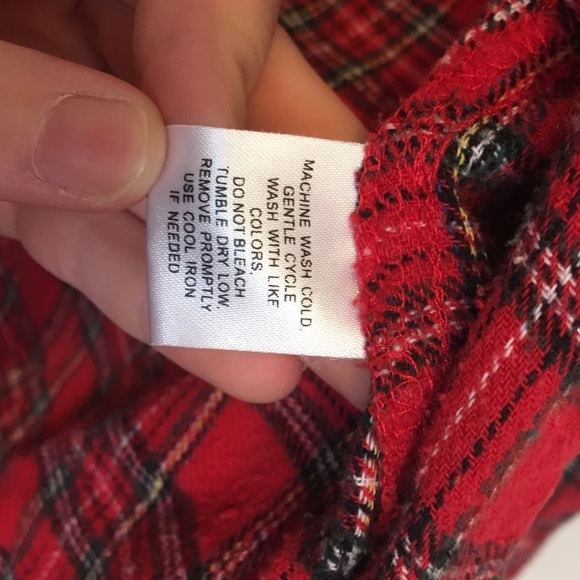 MACHINE WASH COLD.
GENTLE CYCLE
WASH WITH LIKE
COLORS.
DO NOT BLEACH
TUMBLE DRY LOW.
REMOVE PROMPTLY
USE COOL IRON
IF NEEDED